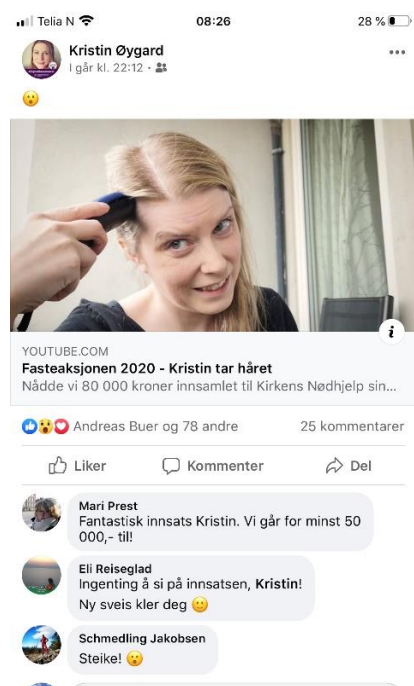 Telia N 08:26 28 %
Kristin Øygard
I går kl. 22:12
YOUTUBE.COM
Fasteaksjonen 2020 - Kristin tar håret
Nådde vi 80 000 kroner innsamlet til Kirkens Nødhjelp sin...
Andreas Buer og 78 andre 25 kommentarer
Liker Kommenter Del
Mari Prest
Fantastisk innsats Kristin. Vi går for minst 50
000,- til!
Eli Reiseglad
Ingenting å si på innsatsen, Kristin!
Ny sveis kler deg 🙂
Schmedling Jakobsen
Steike! 😮